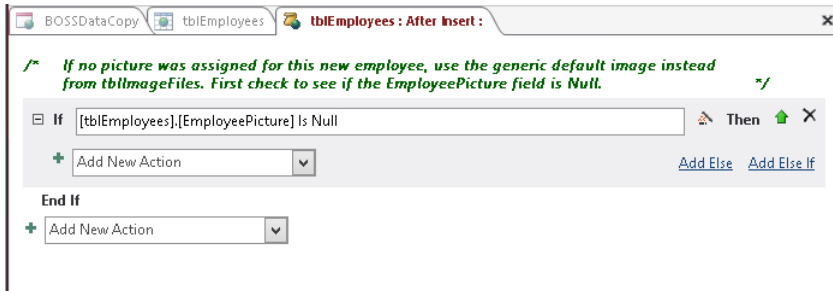 BOSSDataCopy tblEmployees tblEmployees : After Insert :
/* If no picture was assigned for this new employee, use the generic default image instead
from tblImageFiles. First check to see if the EmployeePicture field is Null. */
If [tblEmployees].[EmployeePicture] Is Null Then
Add New Action Add Else Add Else If
End If
Add New Action